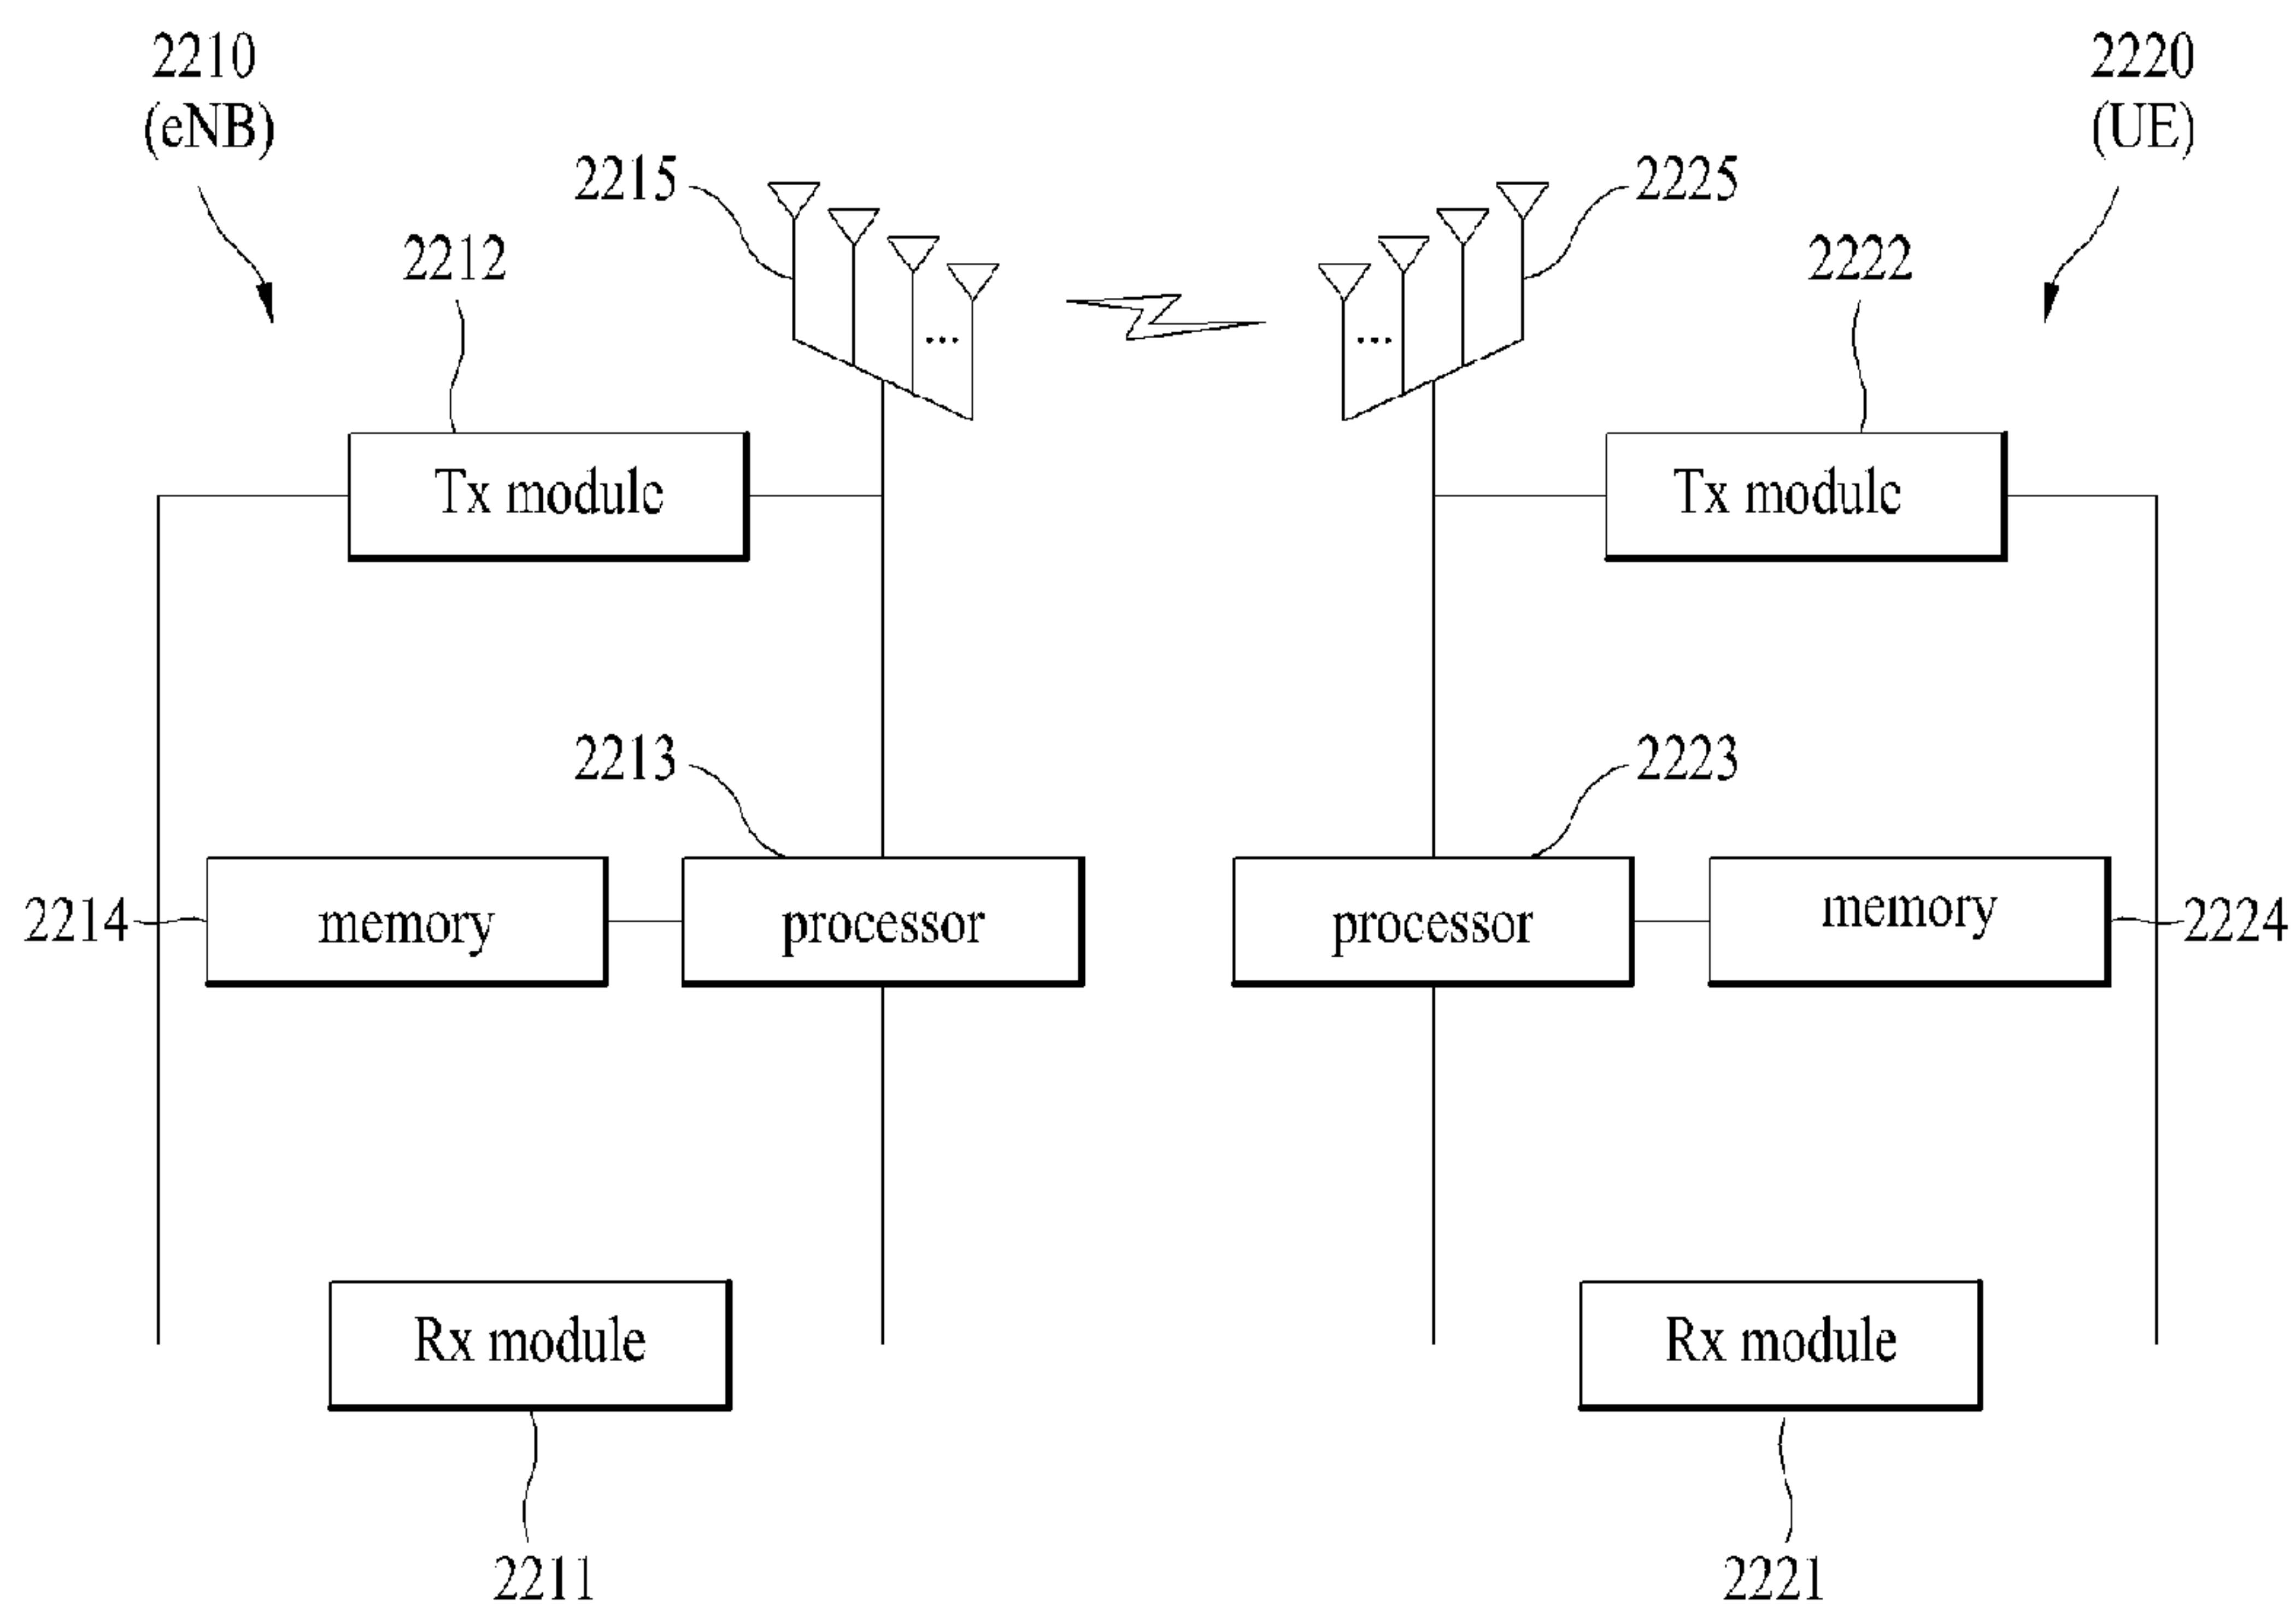 2210
(eNB)
2220
(UE)
2215
2225
2212
2222
Tx module
Tx module
2213
2223
2214
memory
processor
processor
memory
2224
Rx module
Rx module
2211
2221